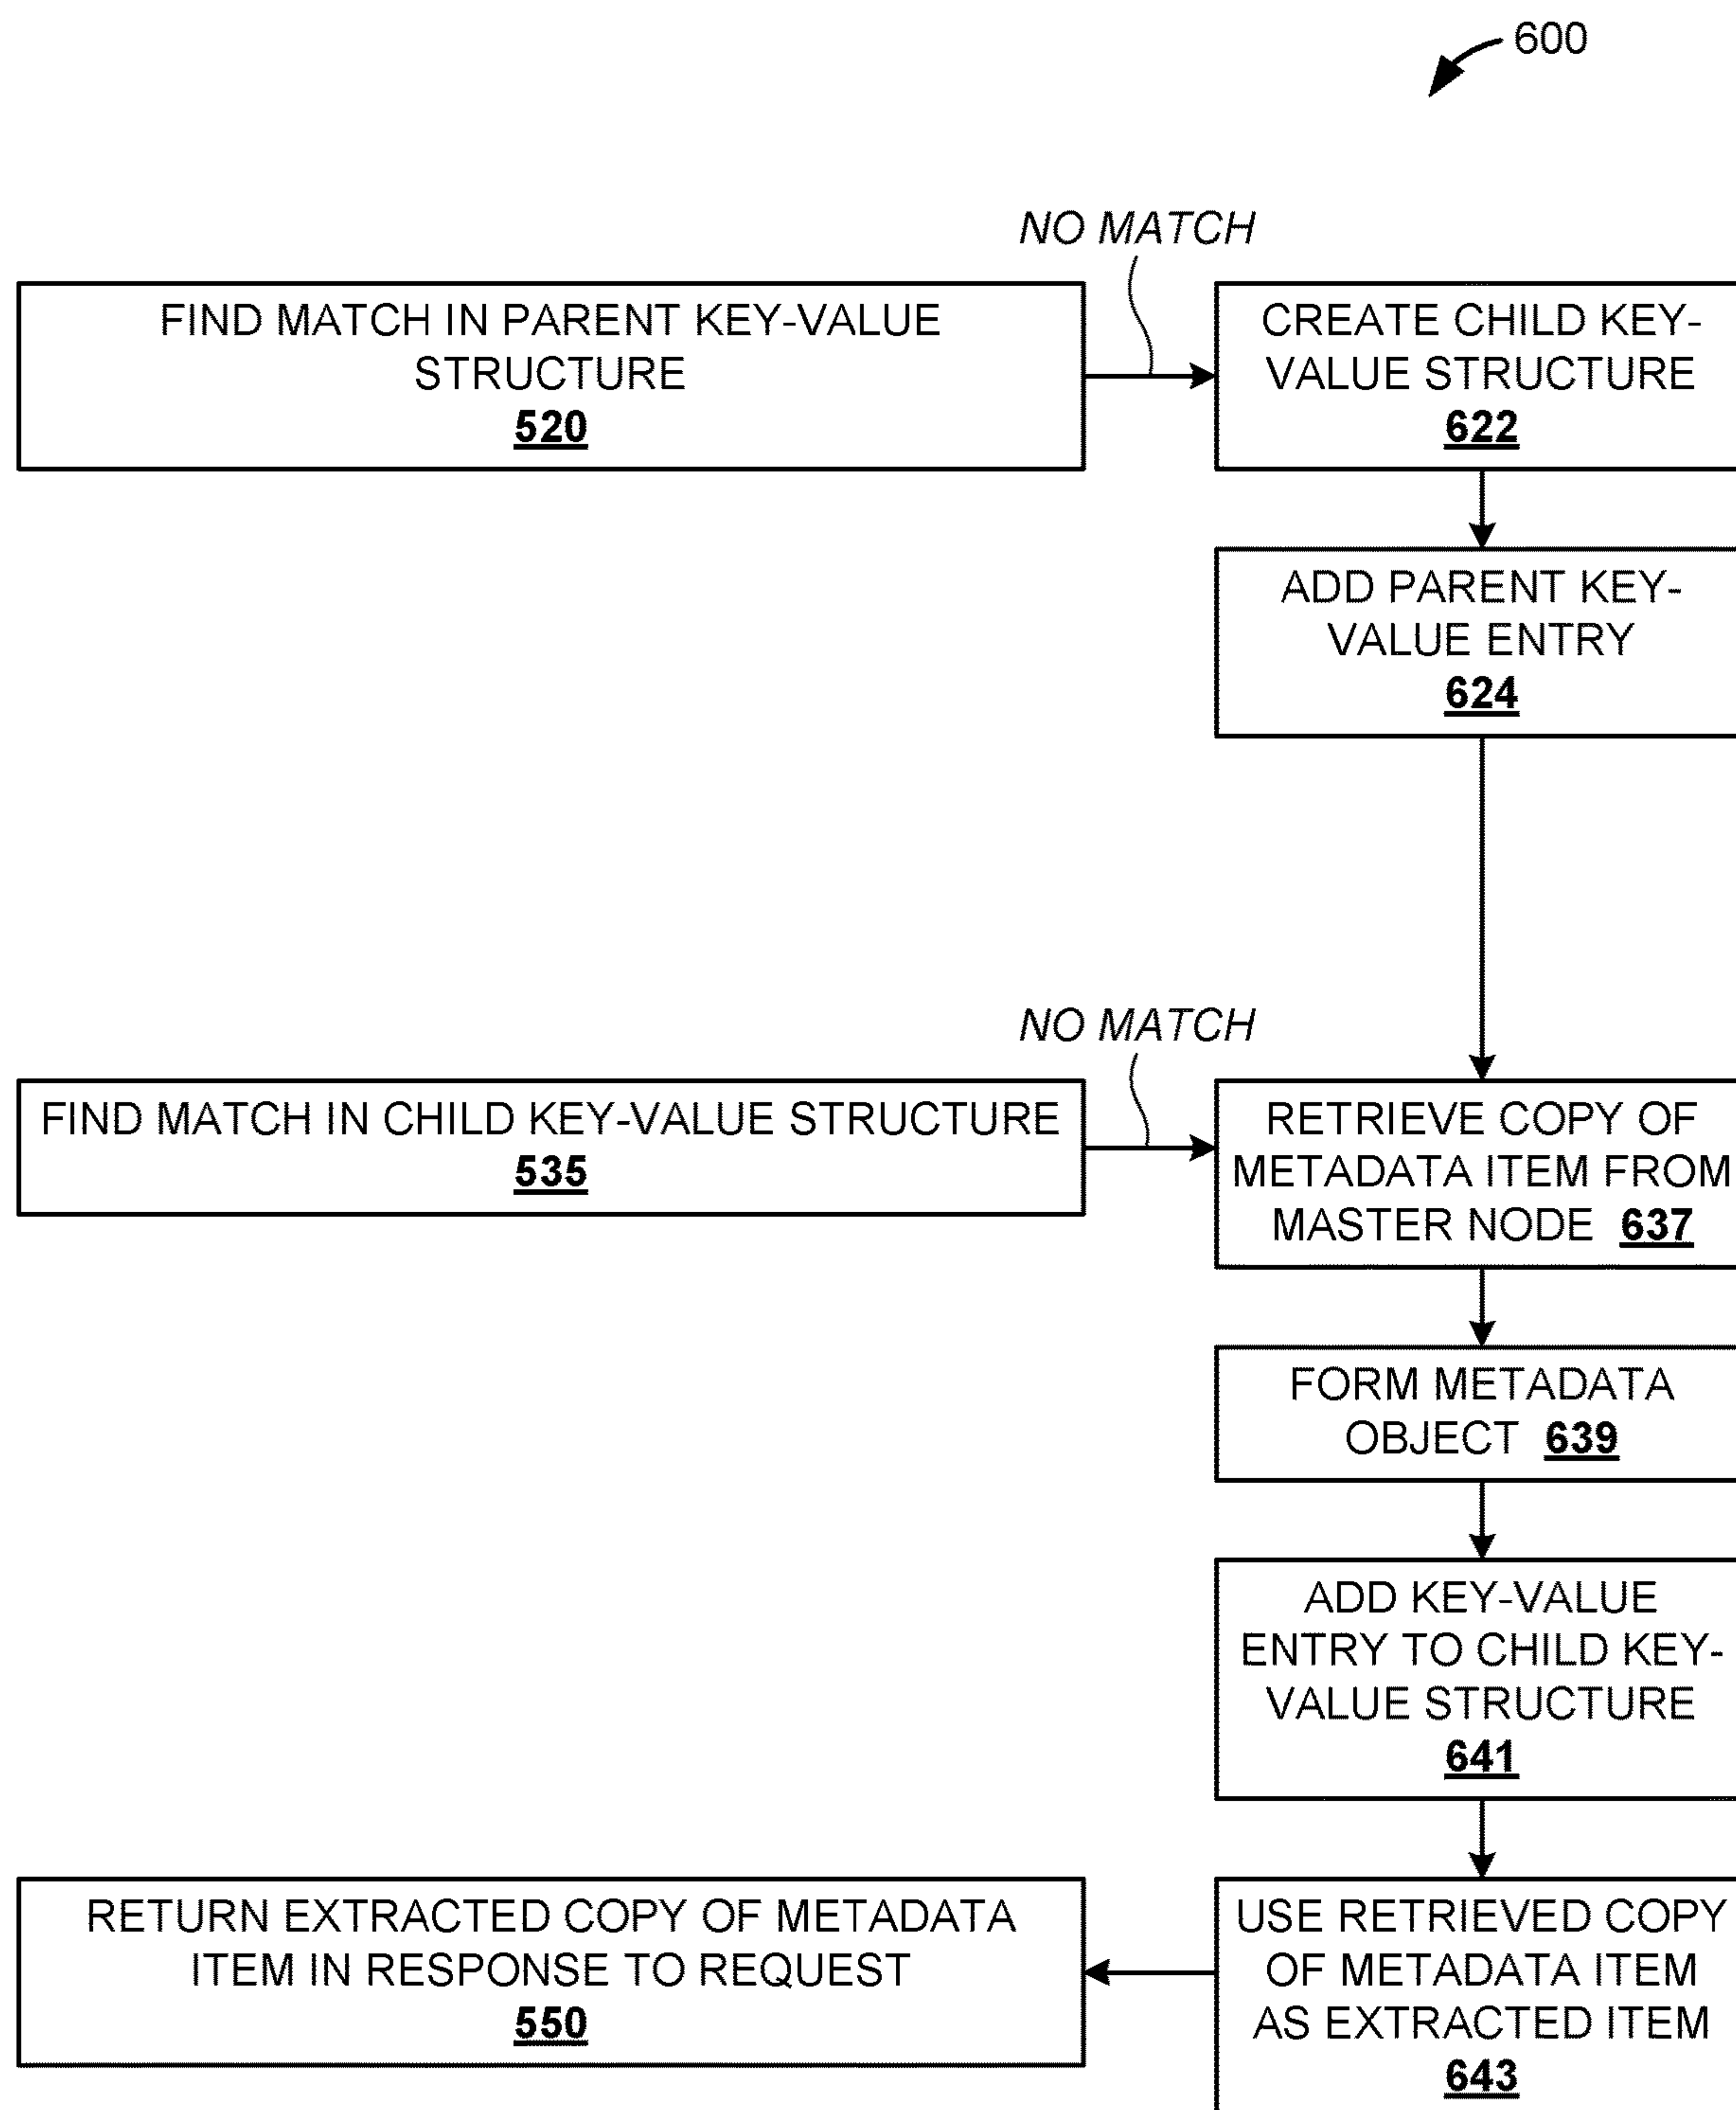 600
NO MATCH
FIND MATCH IN PARENT KEY-VALUE
STRUCTURE
520
CREATE CHILD KEY-
VALUE STRUCTURE
622
ADD PARENT KEY-
VALUE ENTRY
624
NO MATCH
FIND MATCH IN CHILD KEY-VALUE STRUCTURE
535
RETRIEVE COPY OF
METADATA ITEM FROM
MASTER NODE 637
FORM METADATA
OBJECT 639
ADD KEY-VALUE
ENTRY TO CHILD KEY-
VALUE STRUCTURE
641
RETURN EXTRACTED COPY OF METADATA
ITEM IN RESPONSE TO REQUEST
550
USE RETRIEVED COPY
OF METADATA ITEM
AS EXTRACTED ITEM
643